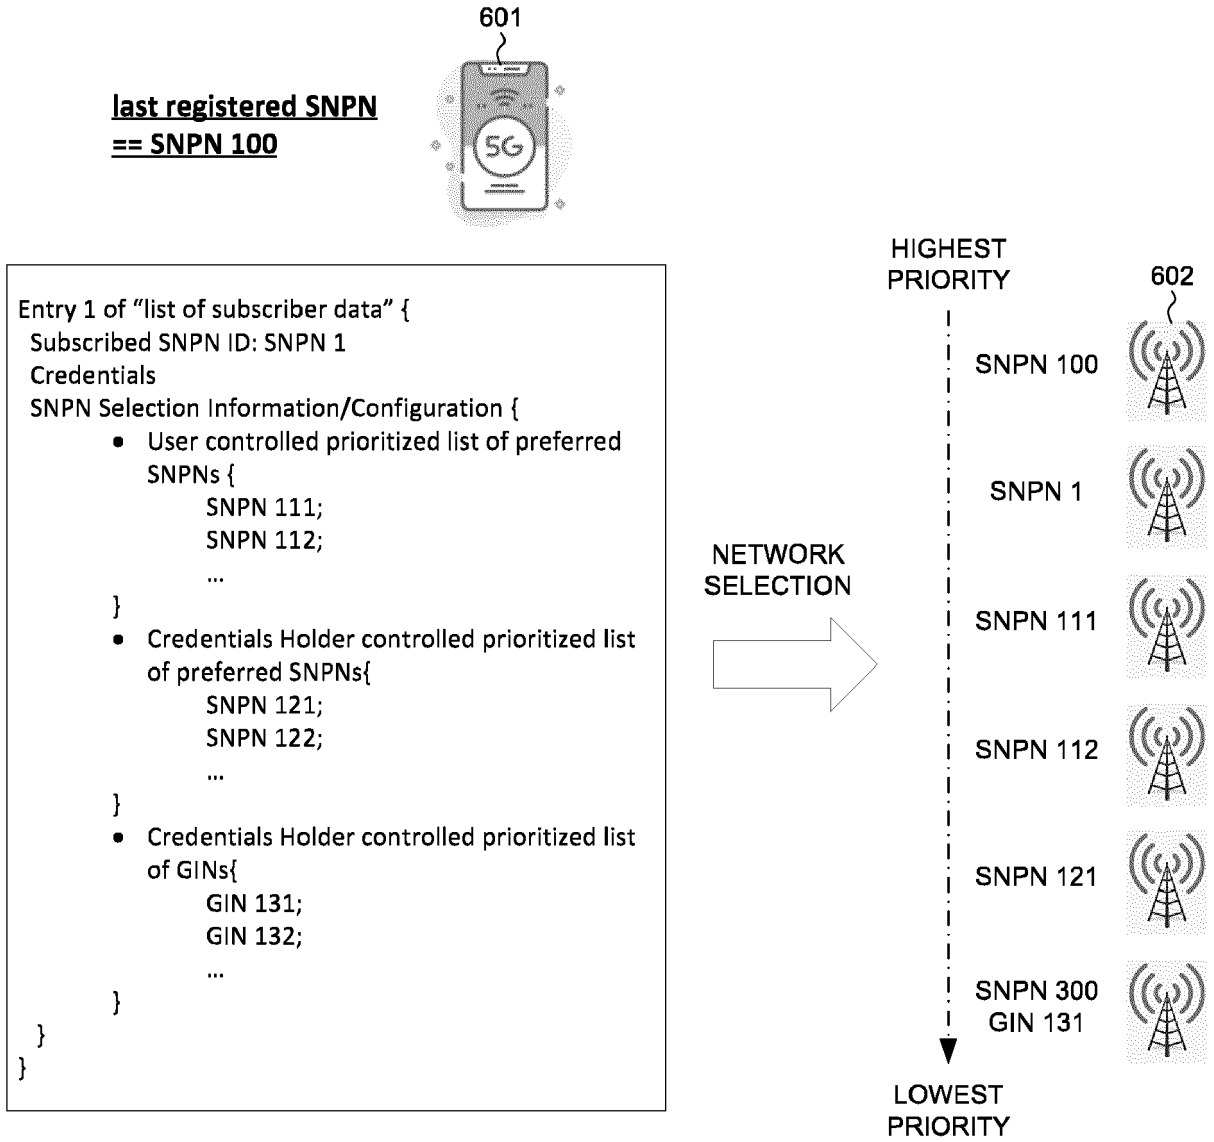 601
last registered SNPN
== SNPN 100
5G
Entry 1 of “list of subscriber data” {
Subscribed SNPN ID: SNPN 1
Credentials
SNPN Selection Information/Configuration {
• User controlled prioritized list of preferred
SNPNs {
SNPN 111;
SNPN 112;
...
}
• Credentials Holder controlled prioritized list
of preferred SNPNs{
SNPN 121;
SNPN 122;
...
}
• Credentials Holder controlled prioritized list
of GINs{
GIN 131;
GIN 132;
...
}
}
}
NETWORK
SELECTION
HIGHEST
PRIORITY
602
SNPN 100
SNPN 1
SNPN 111
SNPN 112
SNPN 121
SNPN 300
GIN 131
LOWEST
PRIORITY